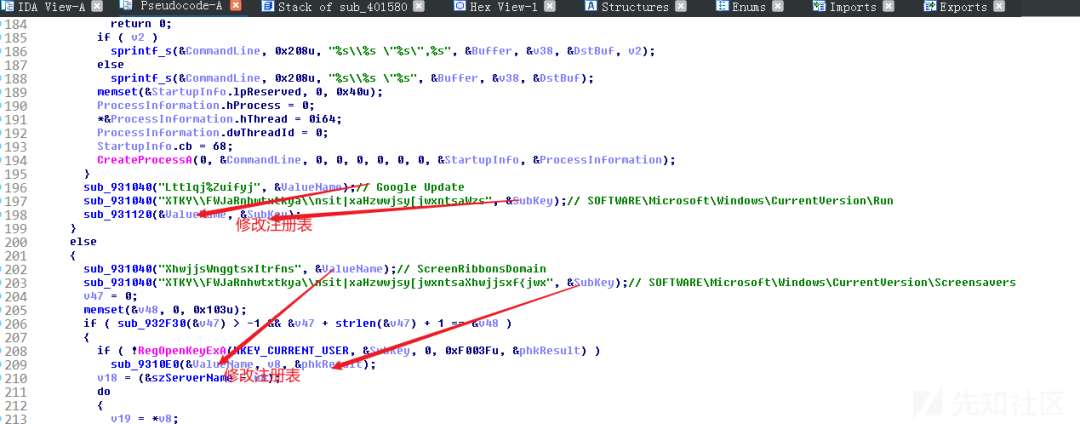 IDA View-A Pseudocode-A Stack of sub_401580 Hex View-1 Structures Enums Imports Exports
184 return 0;
185 if ( v2 )
186 sprintf_s(&CommandLine, 0x208u, "%s\\%s \"%s\",%s", &Buffer, &v38, &DstBuf, v2);
187 else
188 sprintf_s(&CommandLine, 0x208u, "%s\\%s \"%s", &Buffer, &v38, &DstBuf);
189 memset(&StartupInfo.lpReserved, 0, 0x40u);
190 ProcessInformation.hProcess = 0;
191 *&ProcessInformation.hThread = 0i64;
192 ProcessInformation.dwThreadId = 0;
193 StartupInfo.cb = 68;
194 CreateProcessA(0, &CommandLine, 0, 0, 0, 0, 0, 0, &StartupInfo, &ProcessInformation);
195 }
196 sub_931040("Lttlqj%Zuifyj", &ValueName);// Google Update
197 sub_931040("XTKY\\FWJaRnhwtxtkya\\nsit|xaHzwwjsy[jwxntsaWzs", &SubKey);// SOFTWARE\Microsoft\Windows\CurrentVersion\Run
198 sub_931120(&ValueName, &SubKey);
修改注册表
199 }
200 else
201 {
202 sub_931040("XhwjjsWnggtsxItrfns", &ValueName);// ScreenRibbonsDomain
203 sub_931040("XTKY\\FWJaRnhwtxtkya\\nsit|xaHzwwjsy[jwxntsaXhwjjsxf{jwx", &SubKey);// SOFTWARE\Microsoft\Windows\CurrentVersion\Screensavers
204 v47 = 0;
205 memset(&v48, 0, 0x103u);
206 if ( sub_932F30(&v47) > -1 && &v47 + strlen(&v47) + 1 == &v48 )
207 {
208 if ( !RegOpenKeyExA(HKEY_CURRENT_USER, &SubKey, 0, 0xF003Fu, &phkResult) )
209 sub_9310E0(&ValueName, v8, &phkResult);
210 v18 = (&szServerName - v8);
修改注册表
211 do
212 {
213 v19 = *v8;
先知社区